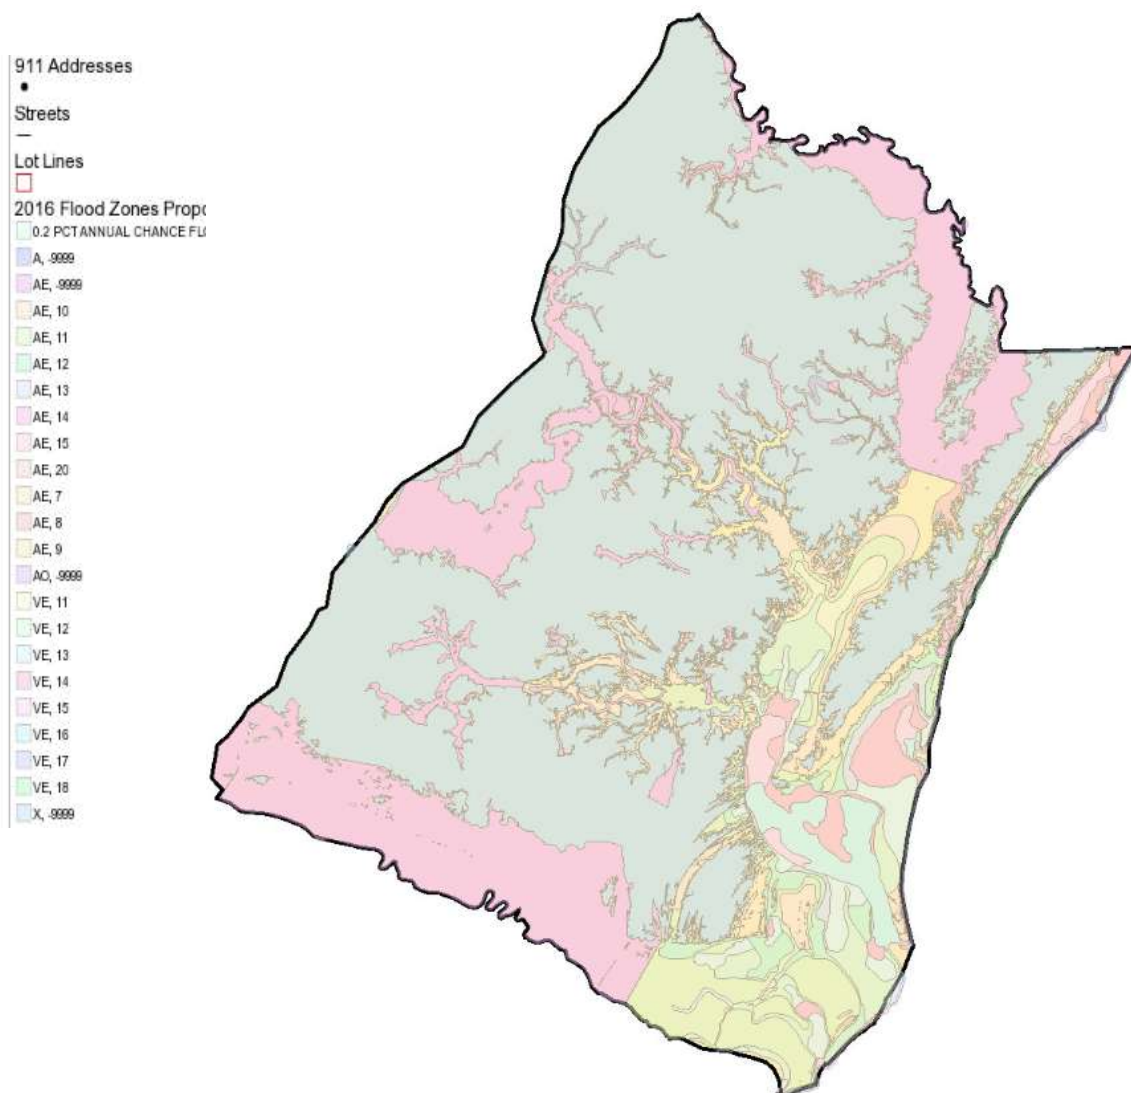 911 Addresses
Streets
Lot Lines
2016 Flood Zones Propo
0.2 PCT ANNUAL CHANCE FLO
A, -9999
AE, -9999
AE, 10
AE, 11
AE, 12
AE, 13
AE, 14
AE, 15
AE, 20
AE, 7
AE, 8
AE, 9
AO, -9999
VE, 11
VE, 12
VE, 13
VE, 14
VE, 15
VE, 16
VE, 17
VE, 18
X, -9999